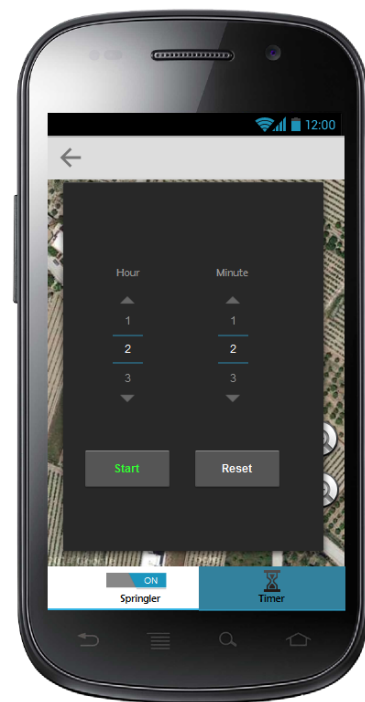 12:00
Hour Minute
1 1
2 2
3 3
Start Reset
ON
Springler Timer